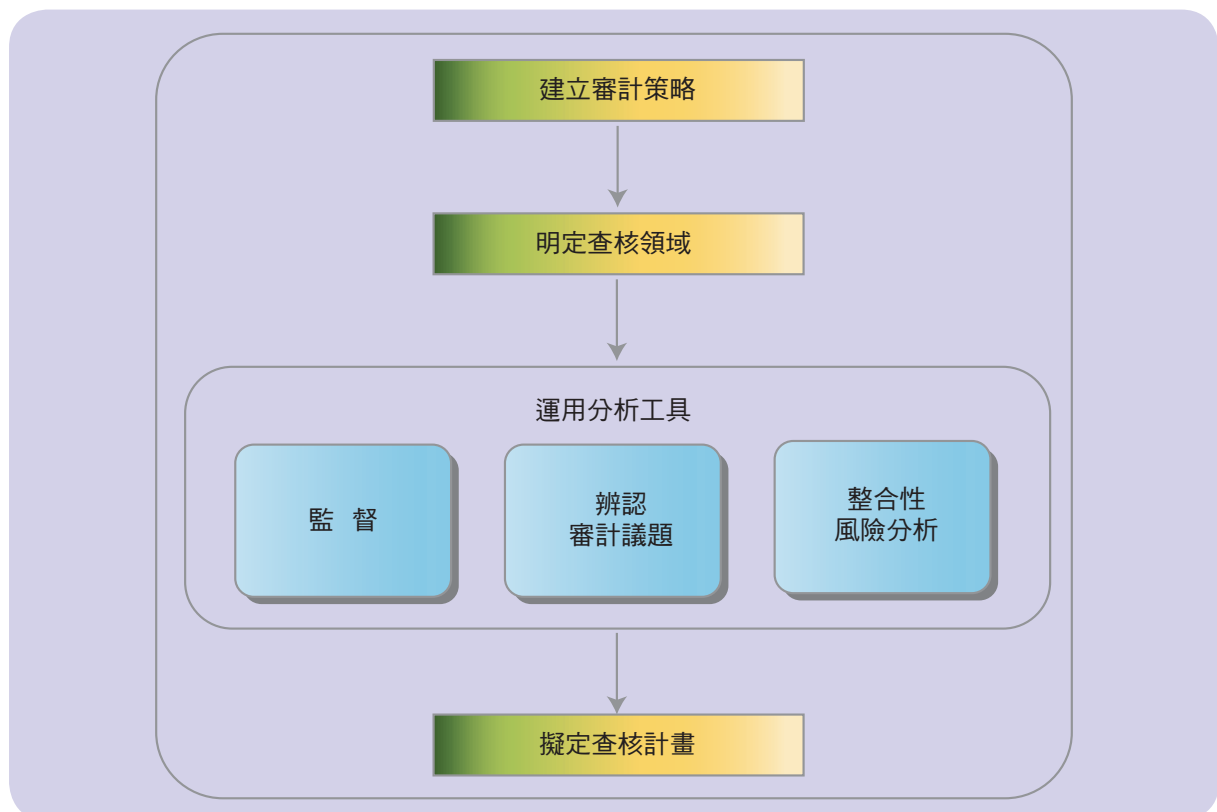 建立審計策略
明定查核領域
運用分析工具
監 督
辨認
審計議題
整合性
風險分析
擬定查核計畫